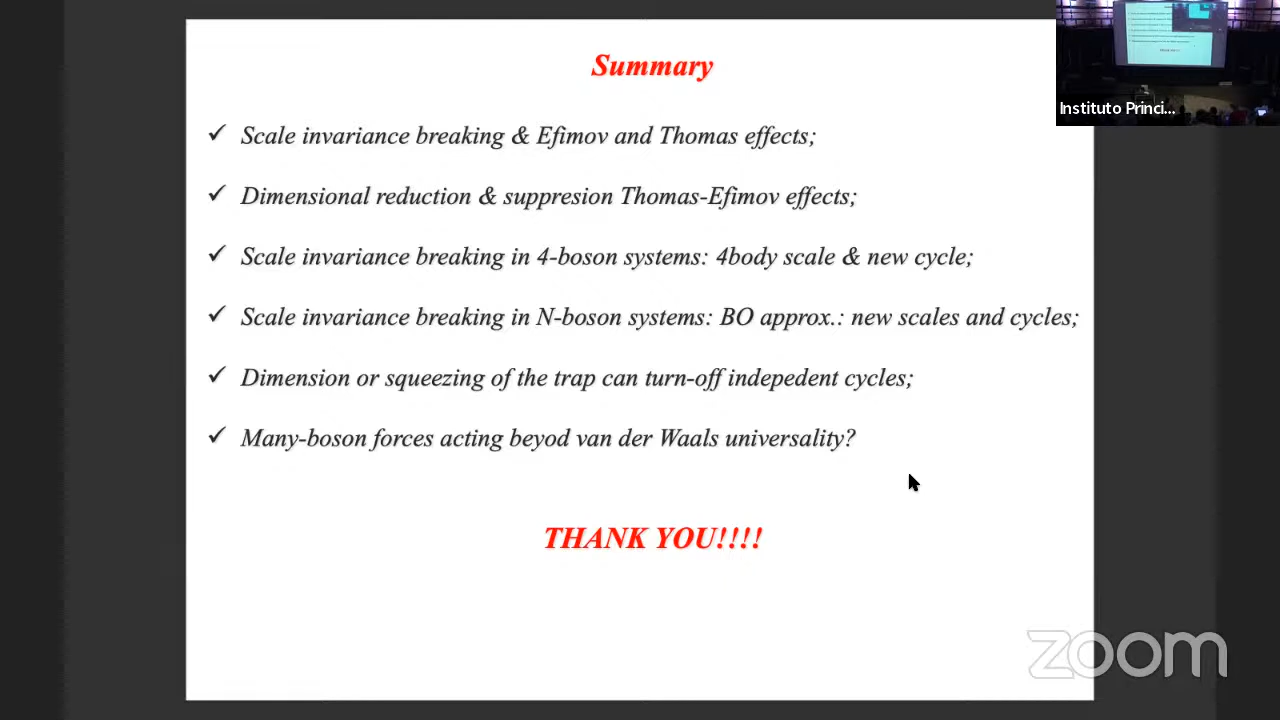 Summary
✓ Scale invariance breaking & Efimov and Thomas effects;
✓ Dimensional reduction & suppresion Thomas-Efimov effects;
✓ Scale invariance breaking in 4-boson systems: 4body scale & new cycle;
✓ Scale invariance breaking in N-boson systems: BO approx.: new scales and cycles;
✓ Dimension or squeezing of the trap can turn-off indepedent cycles;
✓ Many-boson forces acting beyod van der Waals universality?
THANK YOU!!!!
Instituto Princi...
zoom